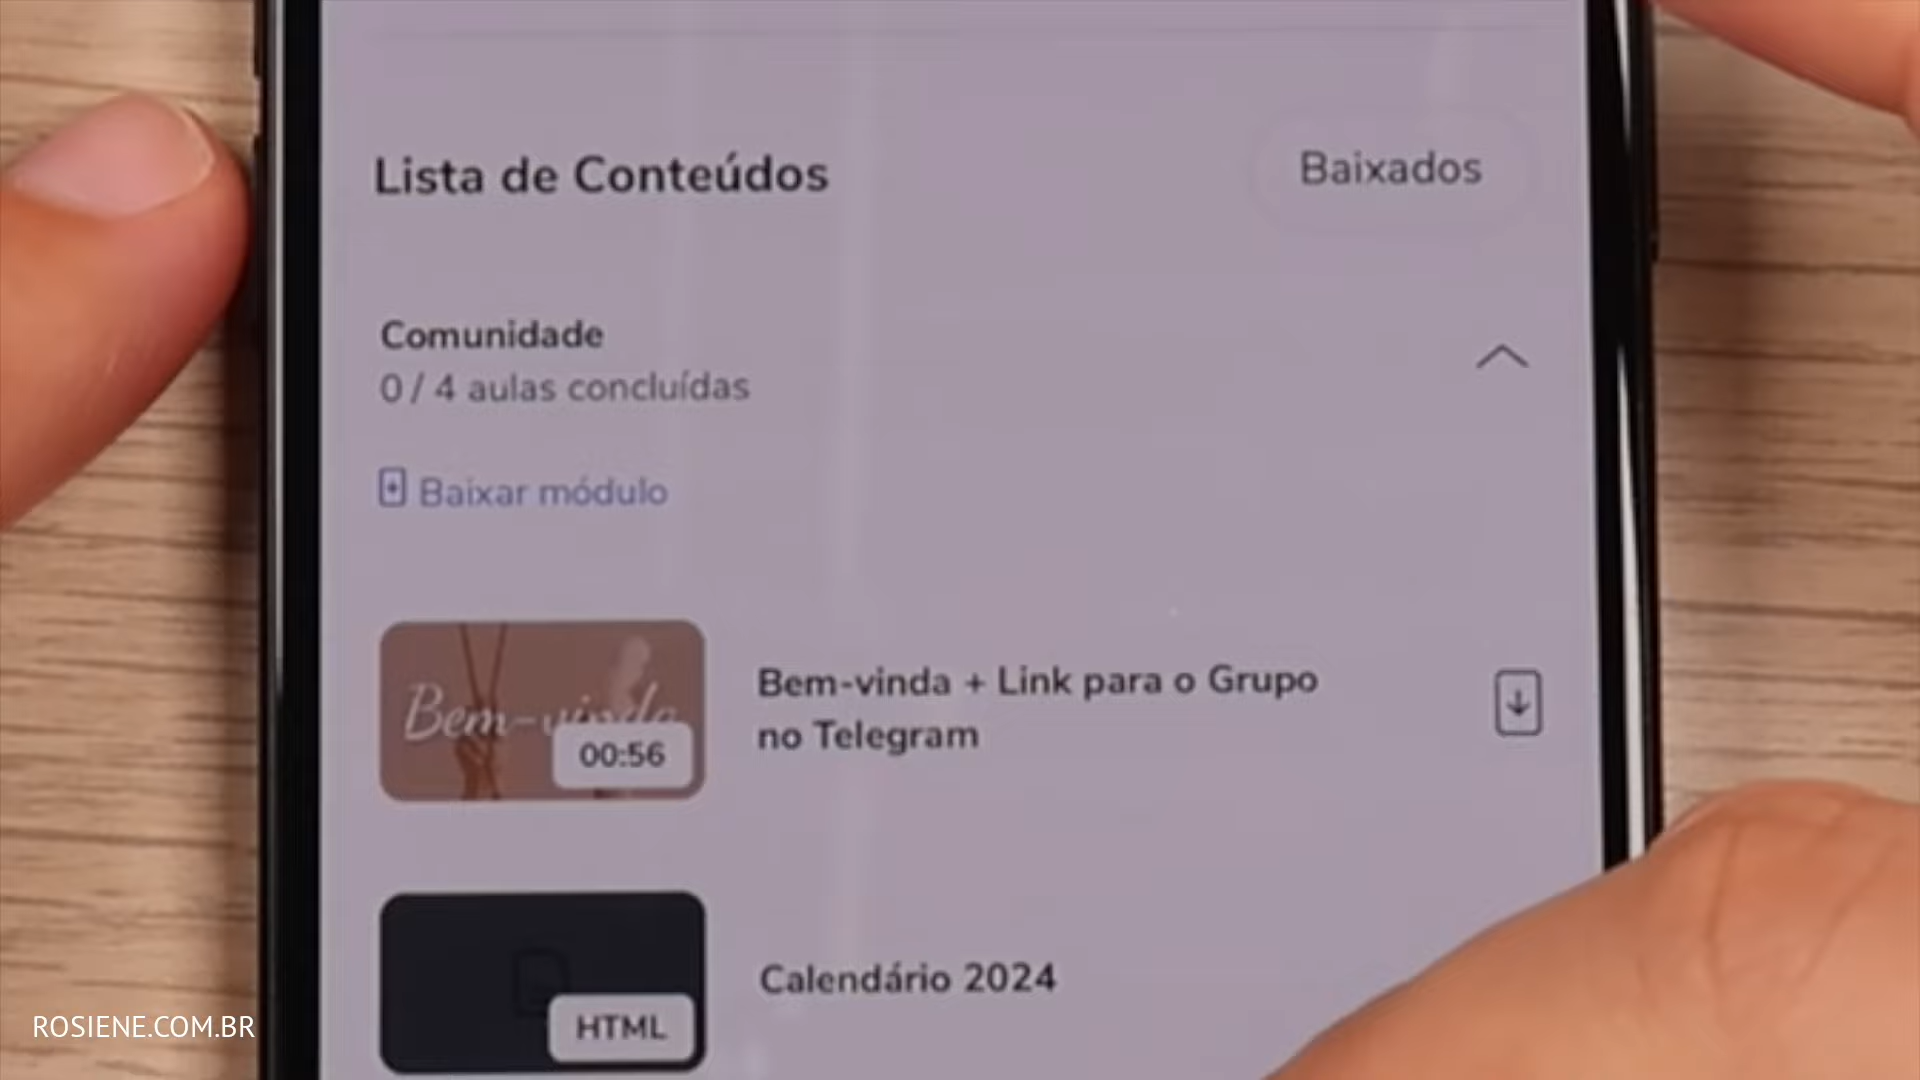 Lista de Conteúdos
Baixados
Comunidade
0 / 4 aulas concluídas
Baixar módulo
Bem-vinda
00:56
Bem-vinda + Link para o Grupo
no Telegram
HTML
Calendário 2024
ROSIENE.COM.BR